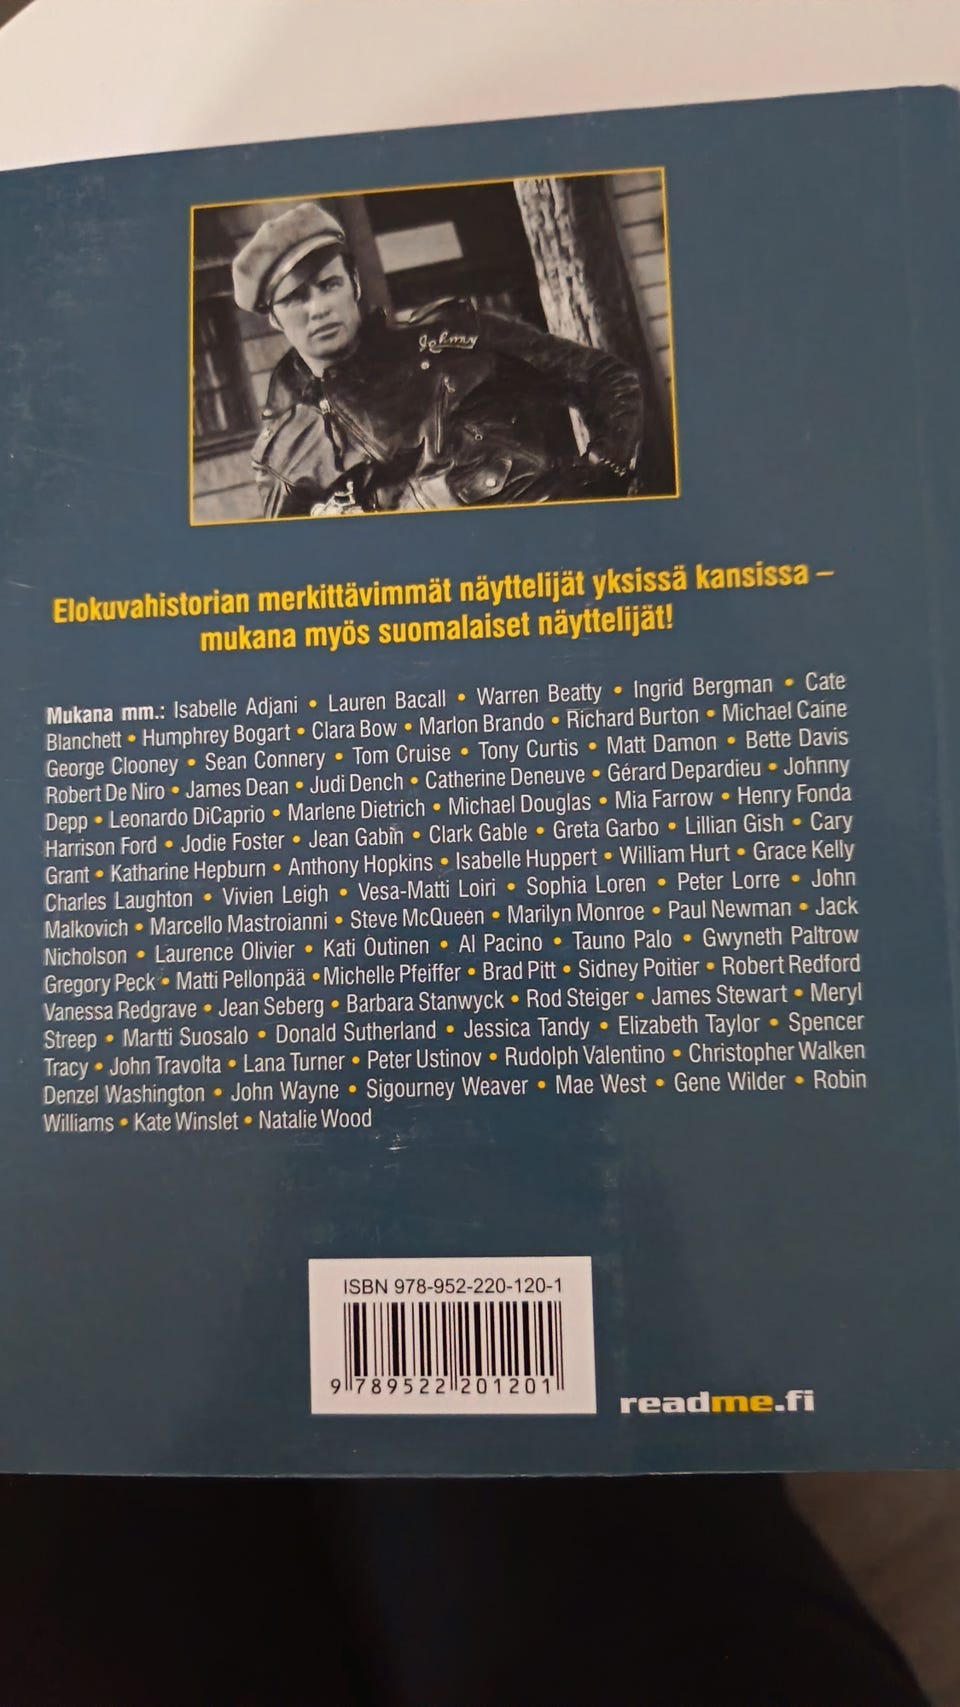 Johnny
Elokuvahistorian merkittävimmät näyttelijät yksissä kansissa –
mukana myös suomalaiset näyttelijät!
Mukana mm.: Isabelle Adjani • Lauren Bacall • Warren Beatty • Ingrid Bergman • Cate
Blanchett • Humphrey Bogart • Clara Bow • Marlon Brando • Richard Burton • Michael Caine
George Clooney • Sean Connery • Tom Cruise • Tony Curtis • Matt Damon • Bette Davis
Robert De Niro • James Dean • Judi Dench • Catherine Deneuve • Gérard Depardieu • Johnny
Depp • Leonardo DiCaprio • Marlene Dietrich • Michael Douglas • Mia Farrow • Henry Fonda
Harrison Ford • Jodie Foster • Jean Gabin • Clark Gable • Greta Garbo • Lillian Gish • Cary
Grant • Katharine Hepburn • Anthony Hopkins • Isabelle Huppert • William Hurt • Grace Kelly
Charles Laughton • Vivien Leigh • Vesa-Matti Loiri • Sophia Loren • Peter Lorre • John
Malkovich • Marcello Mastroianni • Steve McQueen • Marilyn Monroe • Paul Newman • Jack
Nicholson • Laurence Olivier • Kati Outinen • Al Pacino • Tauno Palo • Gwyneth Paltrow
Gregory Peck • Matti Pellonpää • Michelle Pfeiffer • Brad Pitt • Sidney Poitier • Robert Redford
Vanessa Redgrave • Jean Seberg • Barbara Stanwyck • Rod Steiger • James Stewart • Meryl
Streep • Martti Suosalo • Donald Sutherland • Jessica Tandy • Elizabeth Taylor • Spencer
Tracy • John Travolta • Lana Turner • Peter Ustinov • Rudolph Valentino • Christopher Walken
Denzel Washington • John Wayne • Sigourney Weaver • Mae West • Gene Wilder • Robin
Williams • Kate Winslet • Natalie Wood
ISBN 978-952-220-120-1
9 789522 201201
readme.fi